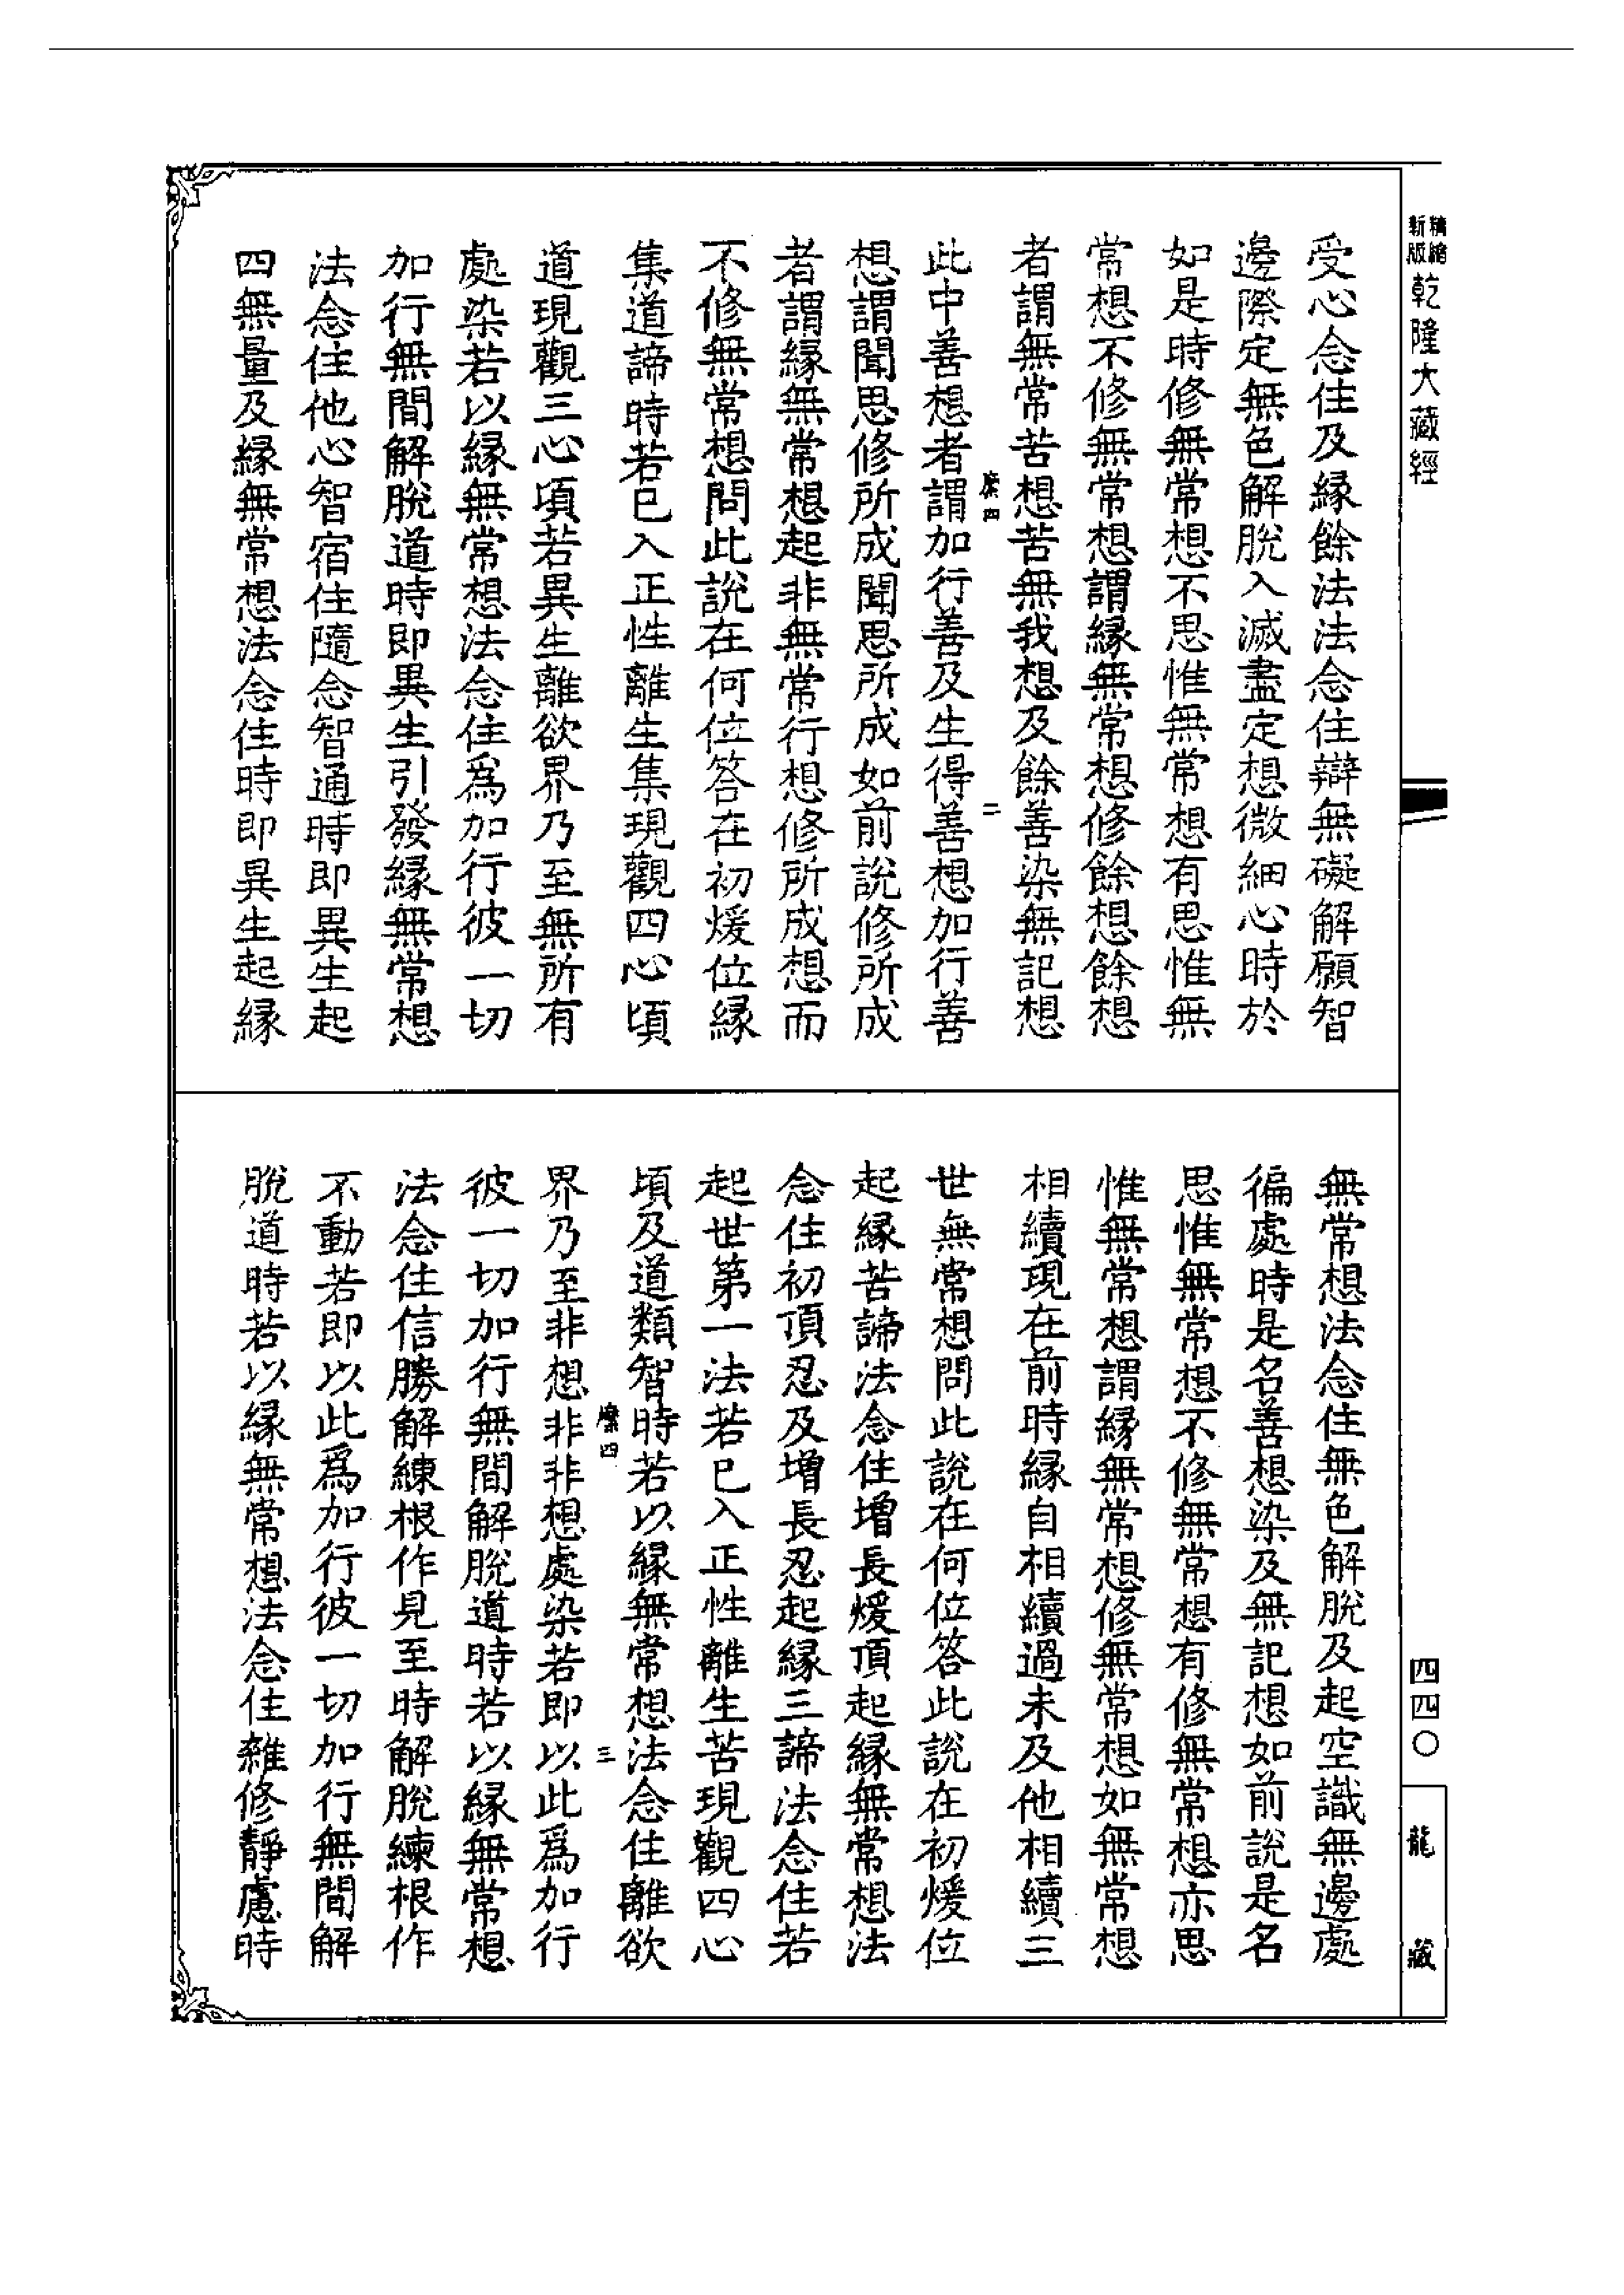 精縮新版乾隆大藏經
受心念住及緣餘法法念住辯無礙解願智
邊際定無色解脫入滅盡定想微細心時於
如是時修無常想不思惟無常想有思惟無
常想不修無常想謂緣無常想修餘想餘想
者謂無常苦想苦無我想及餘善染無記想
此中善想者謂加行善及生得善想加行善
想謂聞思修所成聞思所成如前說修所成
者謂緣無常想起非無常行想修所成想而
不修無常想問此說在何位答在初煖位緣
集道諦時若已入正性離生集現觀四心頃
道現觀三心頃若異生離欲界乃至無所有
處染若以緣無常想法念住爲加行彼一切
加行無間解脫道時即異生引發緣無常想
法念住他心智宿住隨念智通時即異生起
四無量及緣無常想法念住時即異生起緣
無常想法念住無色解脫及起空識無邊處
徧處時是名善想染及無記想如前說是名
思惟無常想不修無常想有修無常想亦思
惟無常想謂緣無常想修無常想如無常想
相續現在前時緣自相續過未及他相續三
世無常想問此說在何位答此說在初煖位
起緣苦諦法念住增長煖頂起緣無常想法
念住初頂忍及增長忍起緣三諦法念住若
起世第一法若已入正性離生苦現觀四心
頃及道類智時若以緣無常想法念住離欲
界乃至非想非非想處染若即以此爲加行
彼一切加行無間解脫道時若以緣無常想
法念住信勝解練根作見至時解脫練根作
不動若即以此爲加行彼一切加行無間解
脫道時若以緣無常想法念住雜修靜慮時
四四〇
龍藏